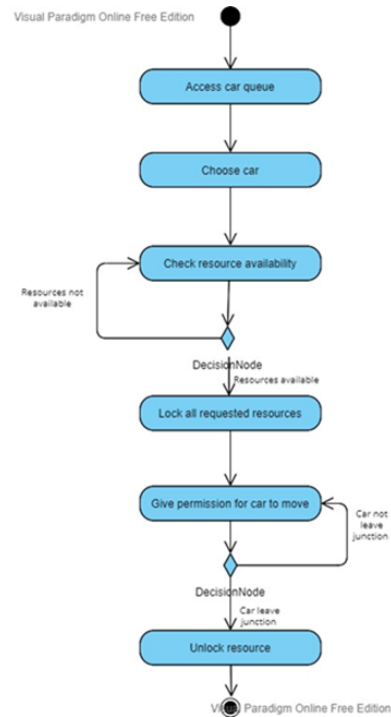 Visual Paradigm Online Free Edition
Access car queue
Choose car
Check resource availability
Resources not
available
DecisionNode
Resources available
Lock all requested resources
Give permission for car to move
Car not
leave
junction
DecisionNode
Car leave
junction
Unlock resource
Visual Paradigm Online Free Edition